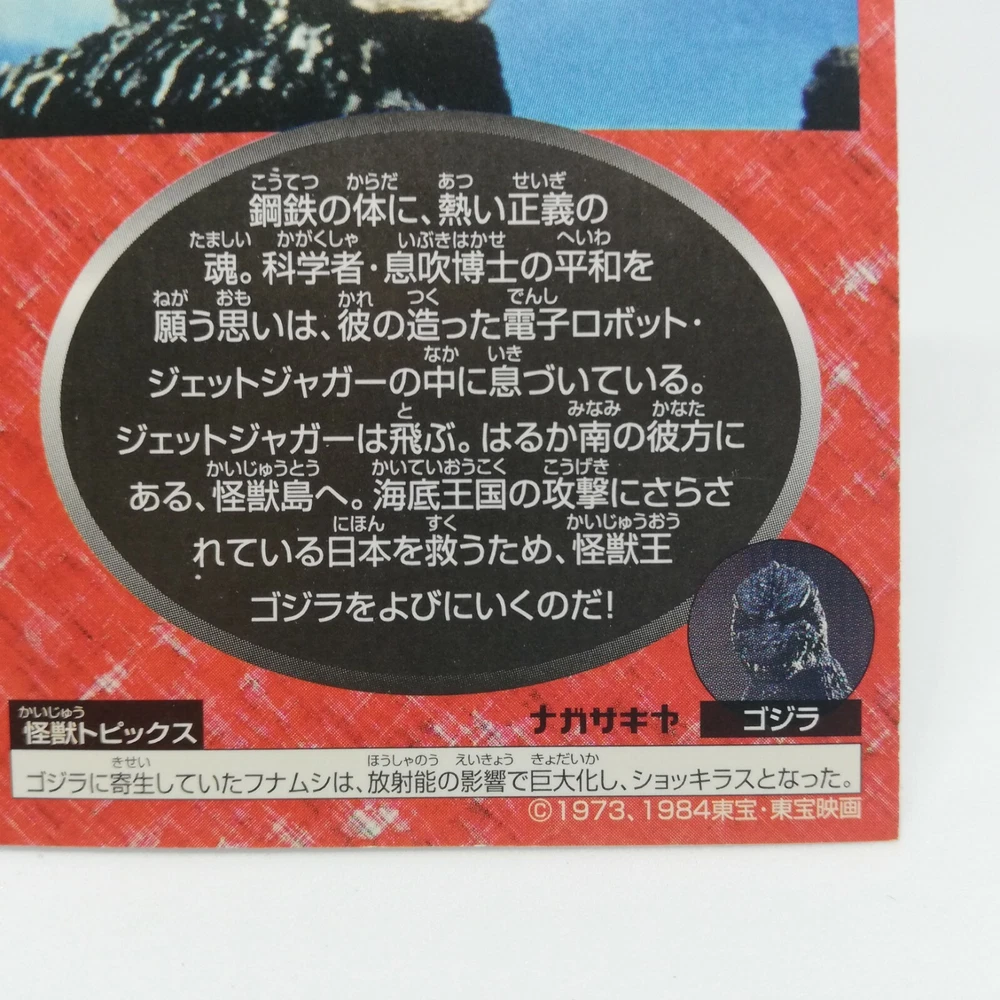 こうてつ からだ あつ せいぎ
鋼鉄の体に、熱い正義の
たましい かがくしゃ いぶきはかせ へいわ
魂。科学者・息吹博士の平和を
ねが おも かれ つく でんし
願う思いは、彼の造った電子ロボット・
なか いき
ジェットジャガーの中に息づいている。
と みなみ かなた
ジェットジャガーは飛ぶ。はるか南の彼方に
かいじゅうとう かいていおうこく こうげき
ある、怪獣島へ。海底王国の攻撃にさらさ
にほん すく かいじゅうおう
れている日本を救うため、怪獣王
ゴジラをよびにいくのだ!
かいじゅう
怪獣トピックス
ナガサキヤ
ゴジラ
きせい ほうしゃのう えいきょう きょだいか
ゴジラに寄生していたフナムシは、放射能の影響で巨大化し、ショッキラスとなった。
©1973、1984東宝・東宝映画